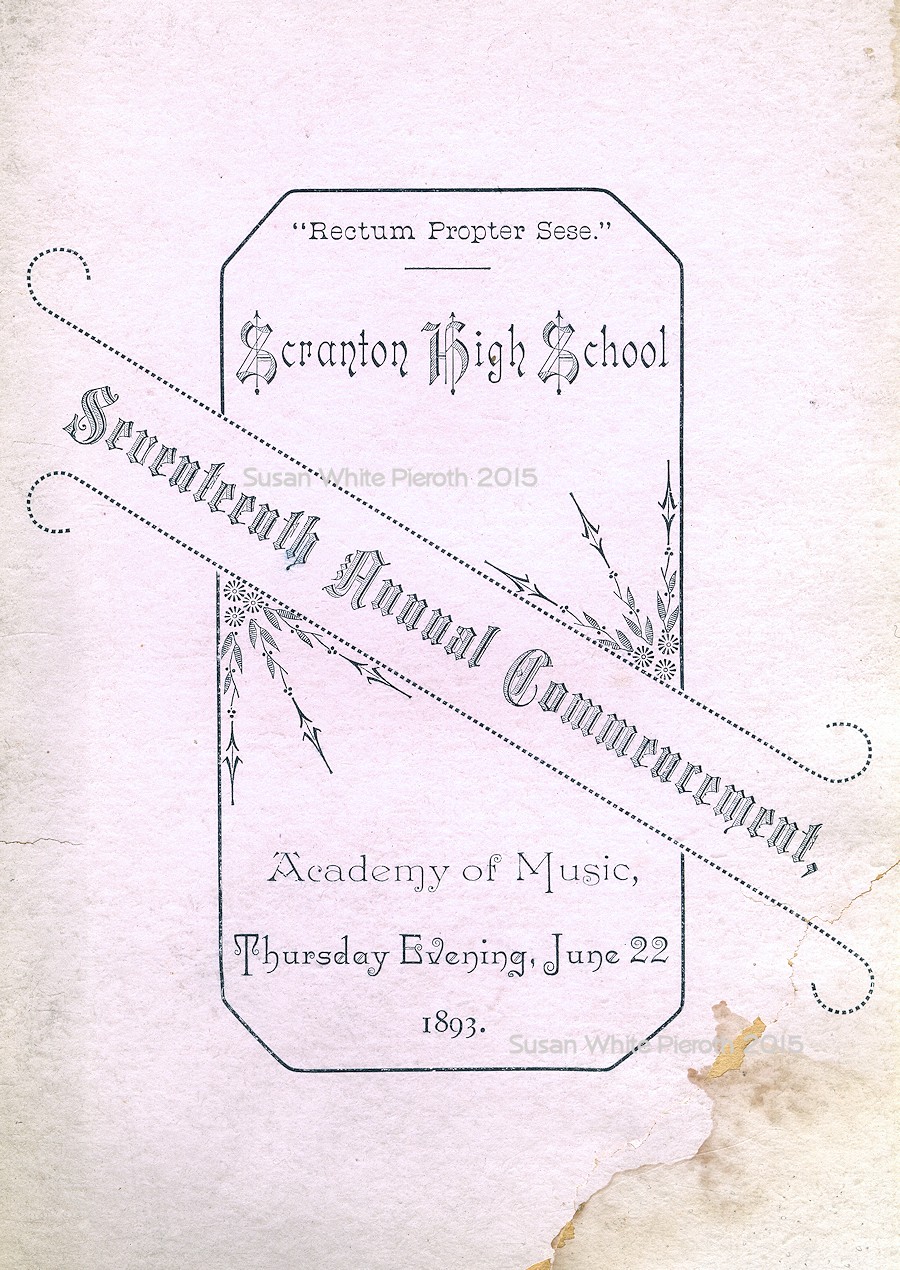 “Rectum Propter Sese.”
Scranton High School
Seventeenth Annual Commencement,
Susan White Pieroth 2015
Academy of Music,
Thursday Evening, June 22
1893.
Susan White Pieroth 2015